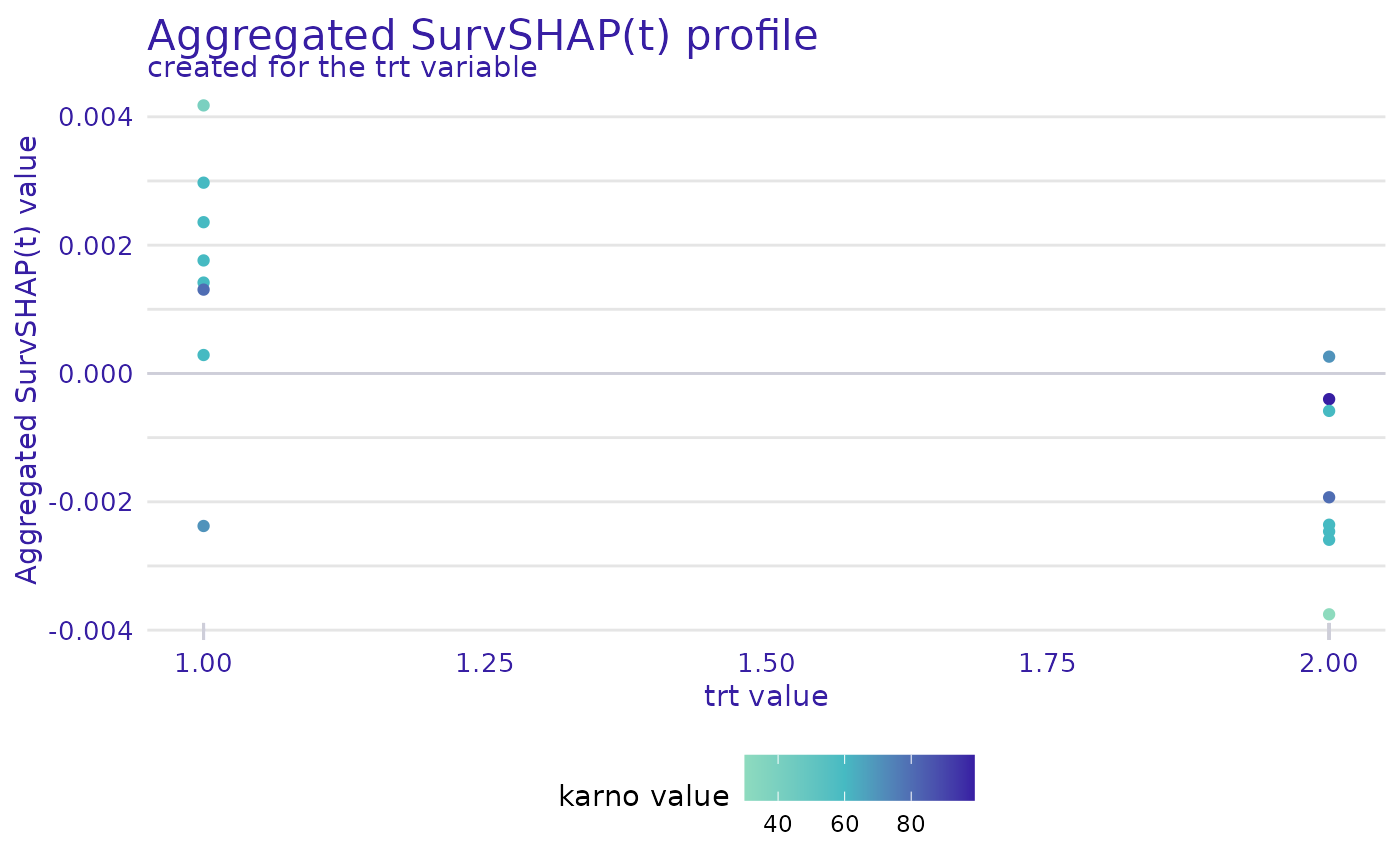 Aggregated SurvSHAP(t) profile
created for the trt variable
Aggregated SurvSHAP(t) value
0.004
0.002
0.000
-0.002
-0.004
1.00 1.25 1.50 1.75 2.00
trt value
karno value
40 60 80